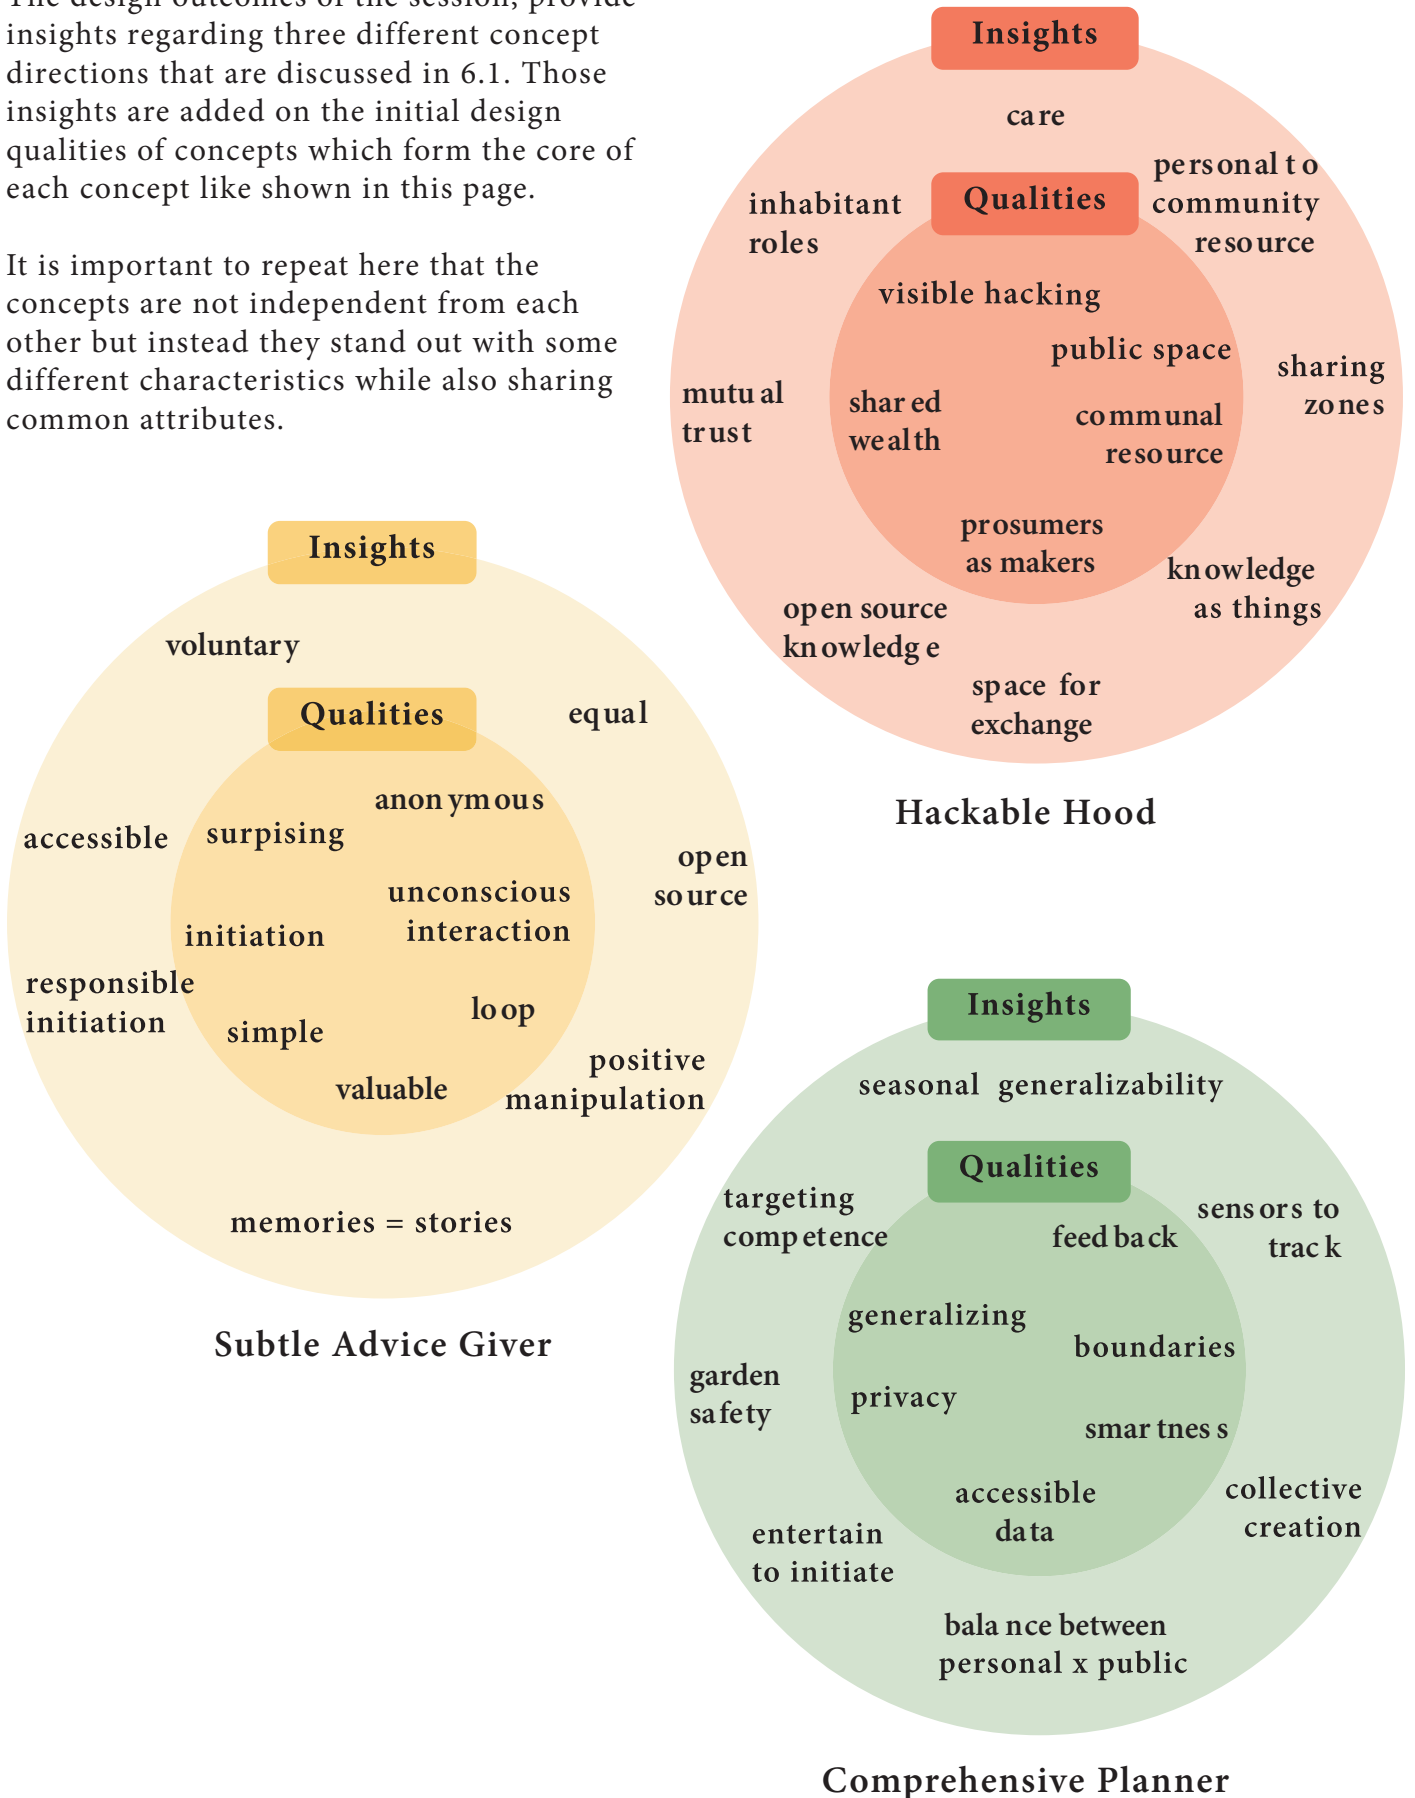 The design outcomes of the session, provide
insights regarding three different concept
directions that are discussed in 6.1. Those
insights are added on the initial design
qualities of concepts which form the core of
each concept like shown in this page.
It is important to repeat here that the
concepts are not independent from each
other but instead they stand out with some
different characteristics while also sharing
common attributes.
Insights
care
personal to
community
resource
inhabitant
roles
Qualities
visible hacking
public space
sharing
zones
mutual
trust
shared
wealth
communal
resource
prosumers
as makers
knowledge
as things
open source
knowledge
space for
exchange
Hackable Hood
Insights
voluntary
Qualities
equal
anonymous
accessible
surpising
open
source
unconscious
interaction
initiation
responsible
initiation
loop
simple
positive
manipulation
valuable
memories = stories
Subtle Advice Giver
Insights
seasonal generalizability
Qualities
targeting
competence
sensors to
track
feedback
generalizing
boundaries
garden
safety
privacy
smartness
accessible
data
collective
creation
entertain
to initiate
balance between
personal x public
Comprehensive Planner